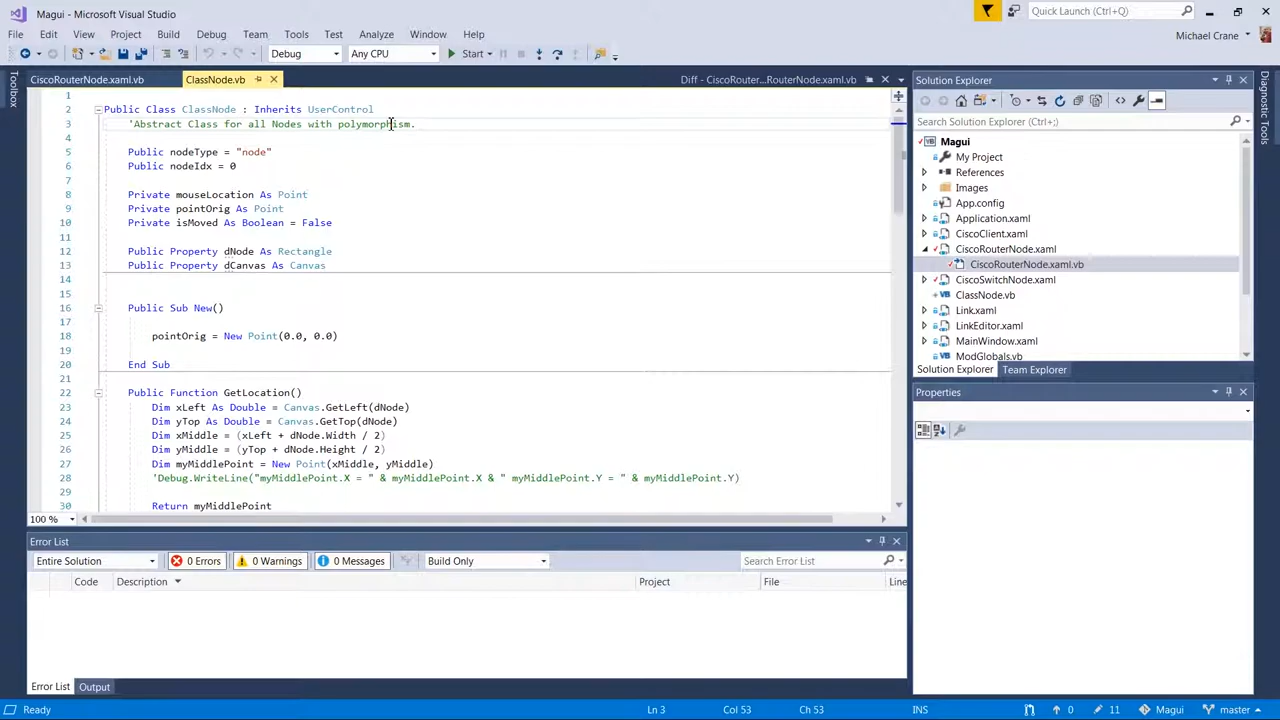 Magui - Microsoft Visual Studio
Quick Launch (Ctrl+;)
File Edit View Project Build Debug Team Tools Test Analyze Window Help
Michael Crane
Debug Any CPU Start
Toolbox
CiscoRouterNode.xaml.vb ClassNode.vb Diff - CiscoRouter...RouterNode.xaml.vb
1
2 Public Class ClassNode : Inherits UserControl
3 'Abstract Class for all Nodes with polymorphism.
4
5 Public nodeType = "node"
6 Public nodeIdx = 0
7
8 Private mouseLocation As Point
9 Private pointOrig As Point
10 Private isMoved As Boolean = False
11
12 Public Property dNode As Rectangle
13 Public Property dCanvas As Canvas
14
15
16 Public Sub New()
17
18 pointOrig = New Point(0.0, 0.0)
19
20 End Sub
21
22 Public Function GetLocation()
23 Dim xLeft As Double = Canvas.GetLeft(dNode)
24 Dim yTop As Double = Canvas.GetTop(dNode)
25 Dim xMiddle = (xLeft + dNode.Width / 2)
26 Dim yMiddle = (yTop + dNode.Height / 2)
27 Dim myMiddlePoint = New Point(xMiddle, yMiddle)
28 'Debug.WriteLine("myMiddlePoint.X = " & myMiddlePoint.X & " myMiddlePoint.Y = " & myMiddlePoint.Y)
29
30 Return myMiddlePoint
100 %
Solution Explorer
Search Solution Explorer (Ctrl+;)
Magui
My Project
References
Images
App.config
Application.xaml
CiscoClient.xaml
CiscoRouterNode.xaml
CiscoRouterNode.xaml.vb
CiscoSwitchNode.xaml
ClassNode.vb
Link.xaml
LinkEditor.xaml
MainWindow.xaml
ModGlobals.vb
Solution Explorer Team Explorer
Properties
Diagnostic Tools
Error List
Entire Solution 0 Errors 0 Warnings 0 Messages Build Only Search Error List
Code Description Project File Line
Error List Output
Ready Ln 3 Col 53 Ch 53 INS 0 11 Magui master